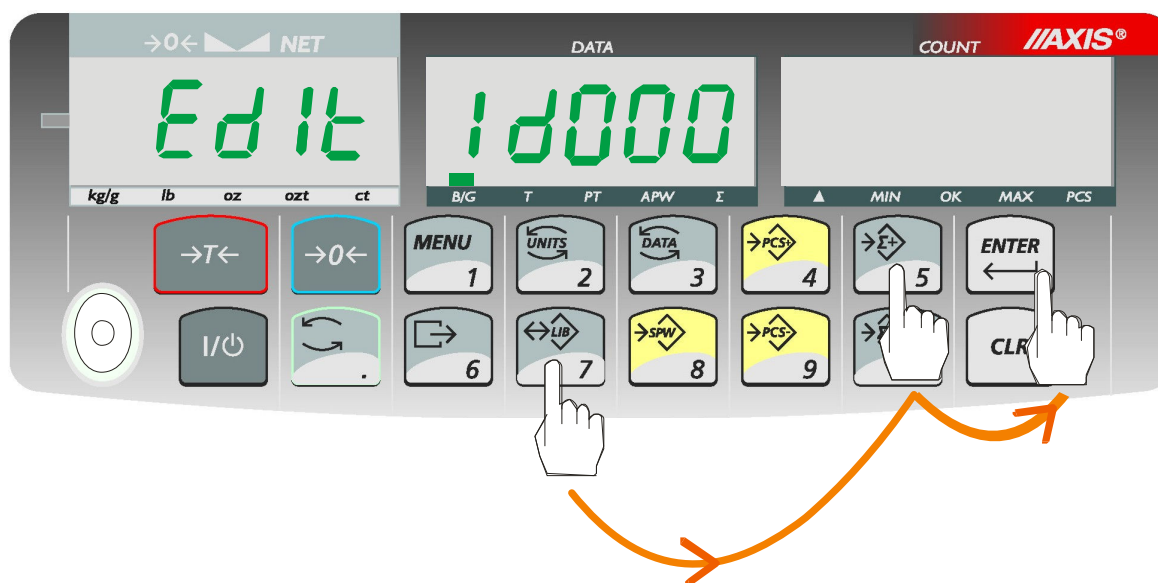 →0← NET DATA COUNT AXIS®
Ed1t 1d000
kg/g lb oz ozt ct B/G T PT APW Σ ▲ MIN OK MAX PCS
→T← →0← MENU 1 UNITS 2 DATA 3 →PCS+ 4 →Σ+ 5 ENTER
I/⏻ . 6 ↔LIB 7 →SPW 8 →PCS- 9 CLR